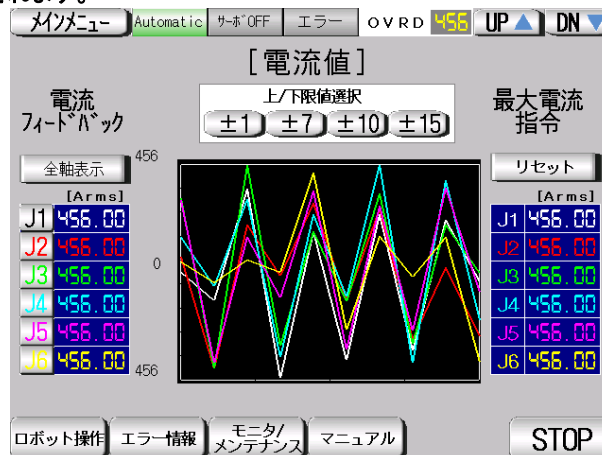 メインメニュー Automatic サーボOFF エラー OVRD 456 UP▲ DN▼
[電流値]
上/下限値選択
電流
フィードバック
±1 ±7 ±10 ±15
最大電流
指令
全軸表示
456
リセット
[Arms]
[Arms]
J1 456.00
J1 456.00
J2 456.00
J2 456.00
J3 456.00
0
J3 456.00
J4 456.00
J4 456.00
J5 456.00
J5 456.00
J6 456.00
456
J6 456.00
ロボット操作 エラー情報 モニタ/
メンテナンス マニュアル STOP